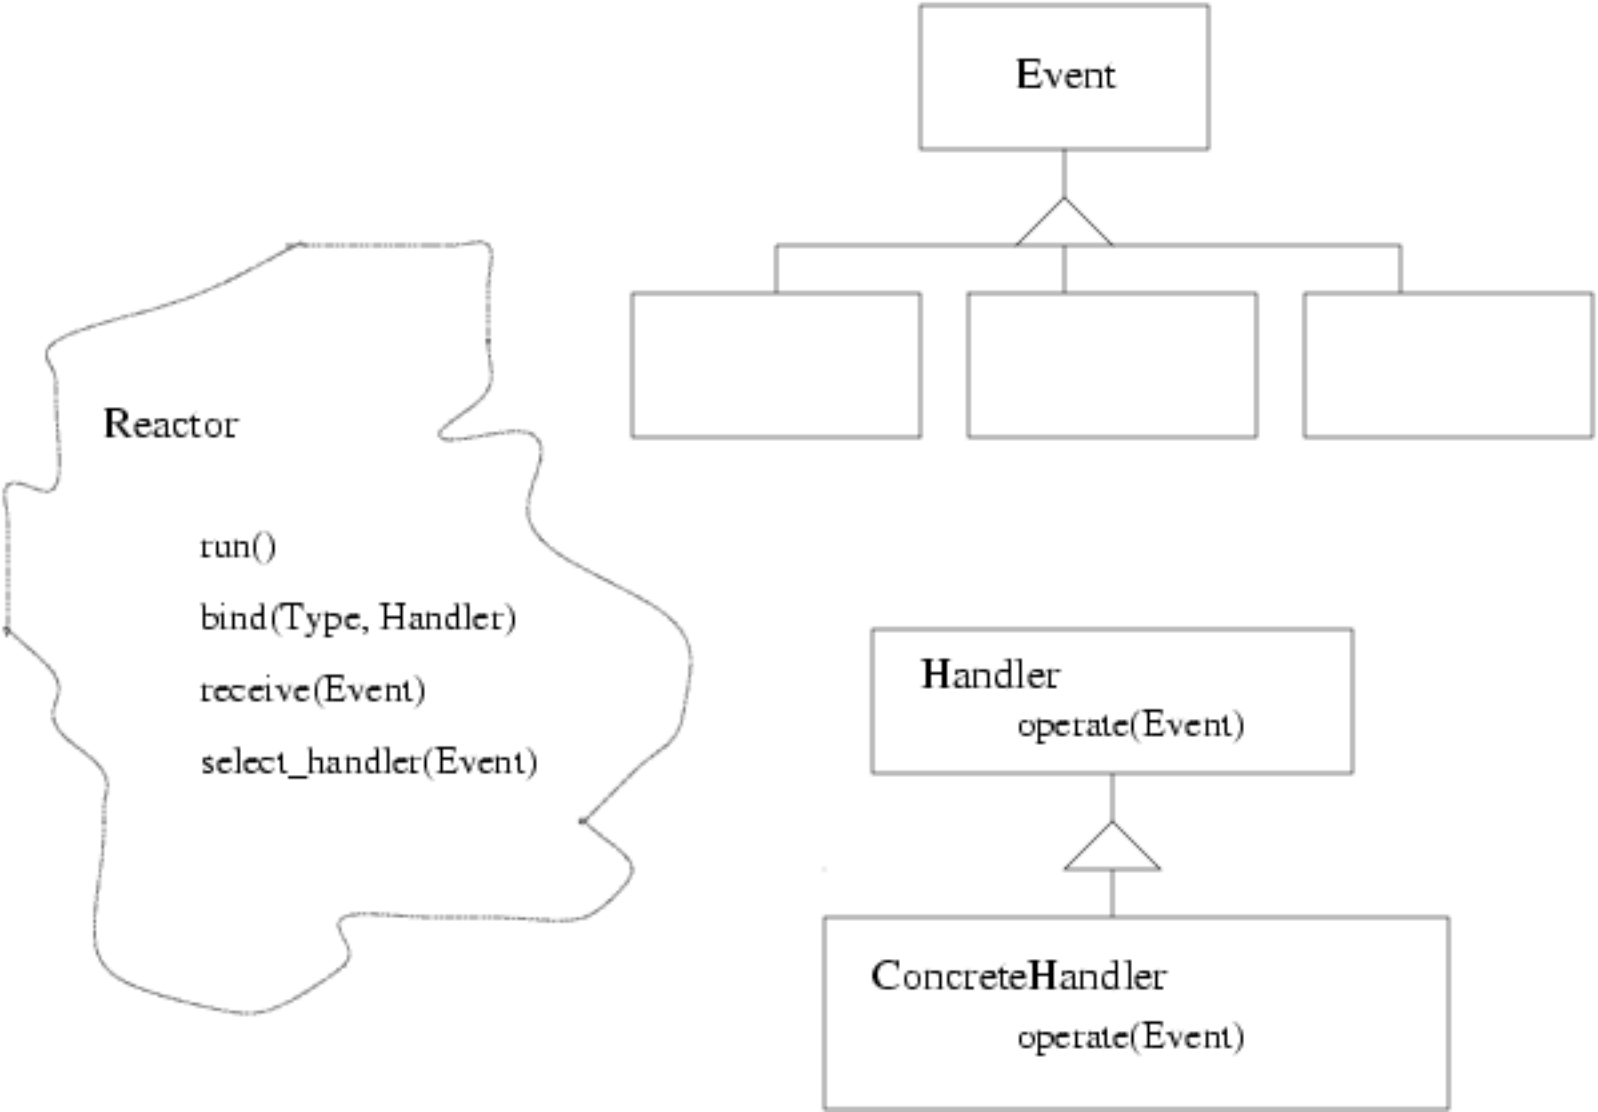 Event
Reactor
run()
bind(Type, Handler)
receive(Event)
select_handler(Event)
Handler
operate(Event)
ConcreteHandler
operate(Event)